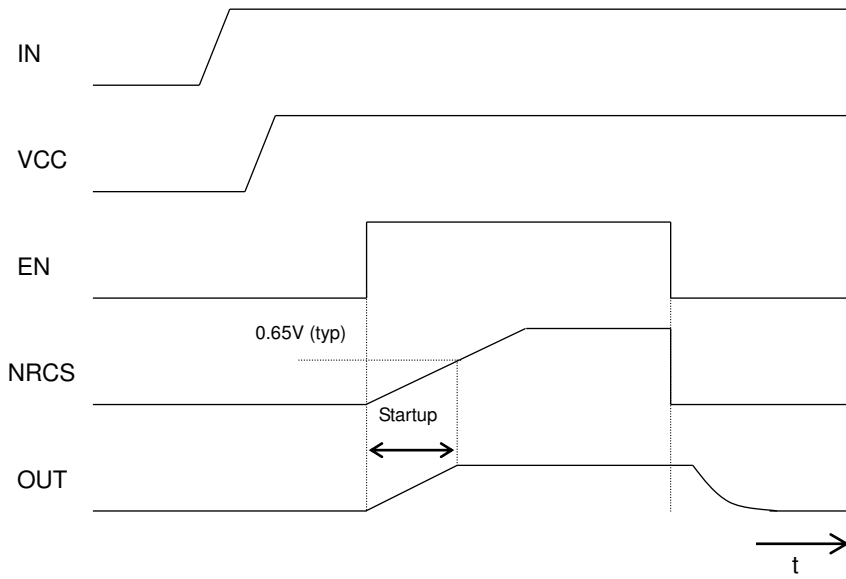 IN
VCC
EN
0.65V (typ)
NRCS
Startup
OUT
t